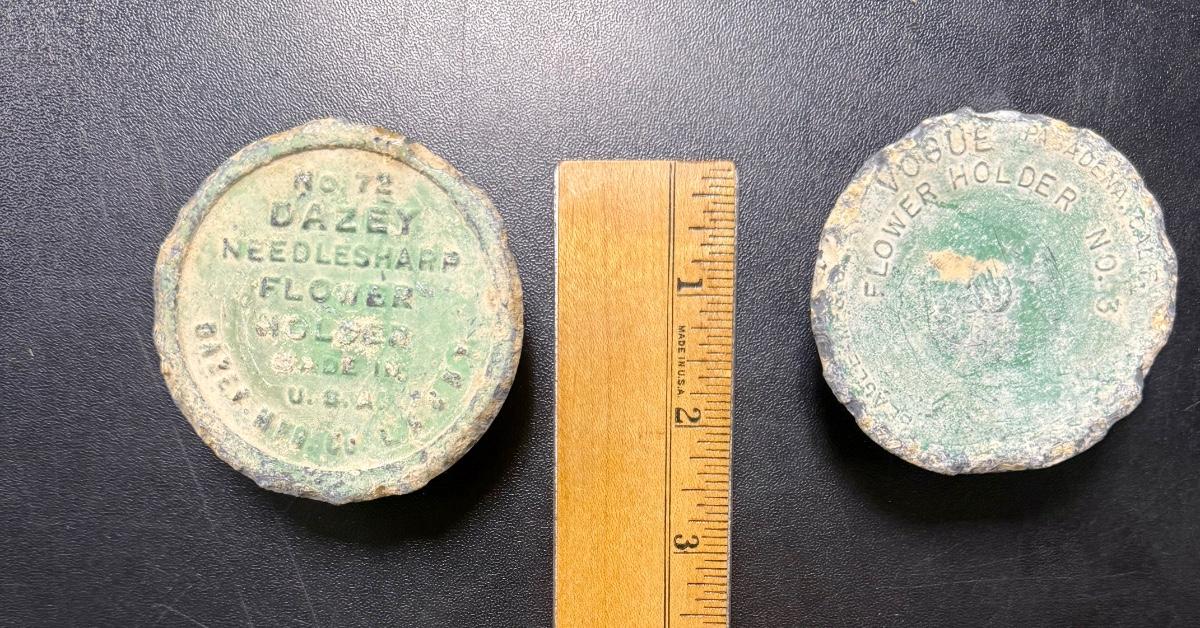 No. 72
DAZEY
NEEDLESHARP
FLOWER
HOLDER
MADE IN
U. S. A.
DAZEY MFG. CO. L.A. CAL.
1
MADE IN U.S.A
2
3
VOGUE
PASADENA, CALIF.
FLOWER HOLDER NO. 3